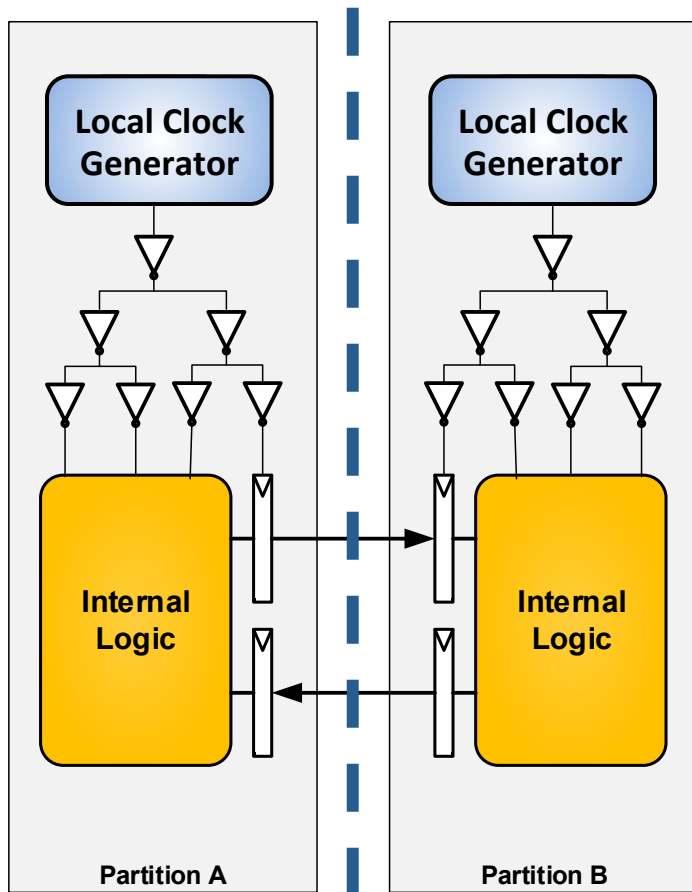 Local Clock
Generator
Local Clock
Generator
Internal
Logic
Internal
Logic
Partition A
Partition B